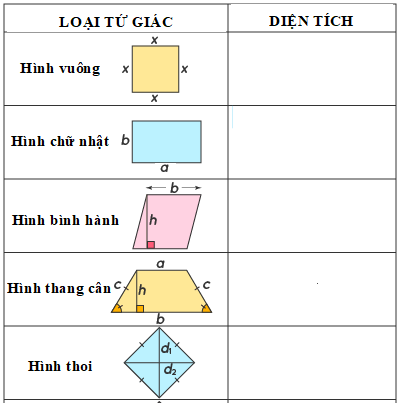 LOẠI TỨ GIÁC
DIỆN TÍCH
x
Hình vuông
x
x
x
Hình chữ nhật
b
a
b
Hình bình hành
h
a
Hình thang cân
c
h
c
b
Hình thoi
d₁
d₂